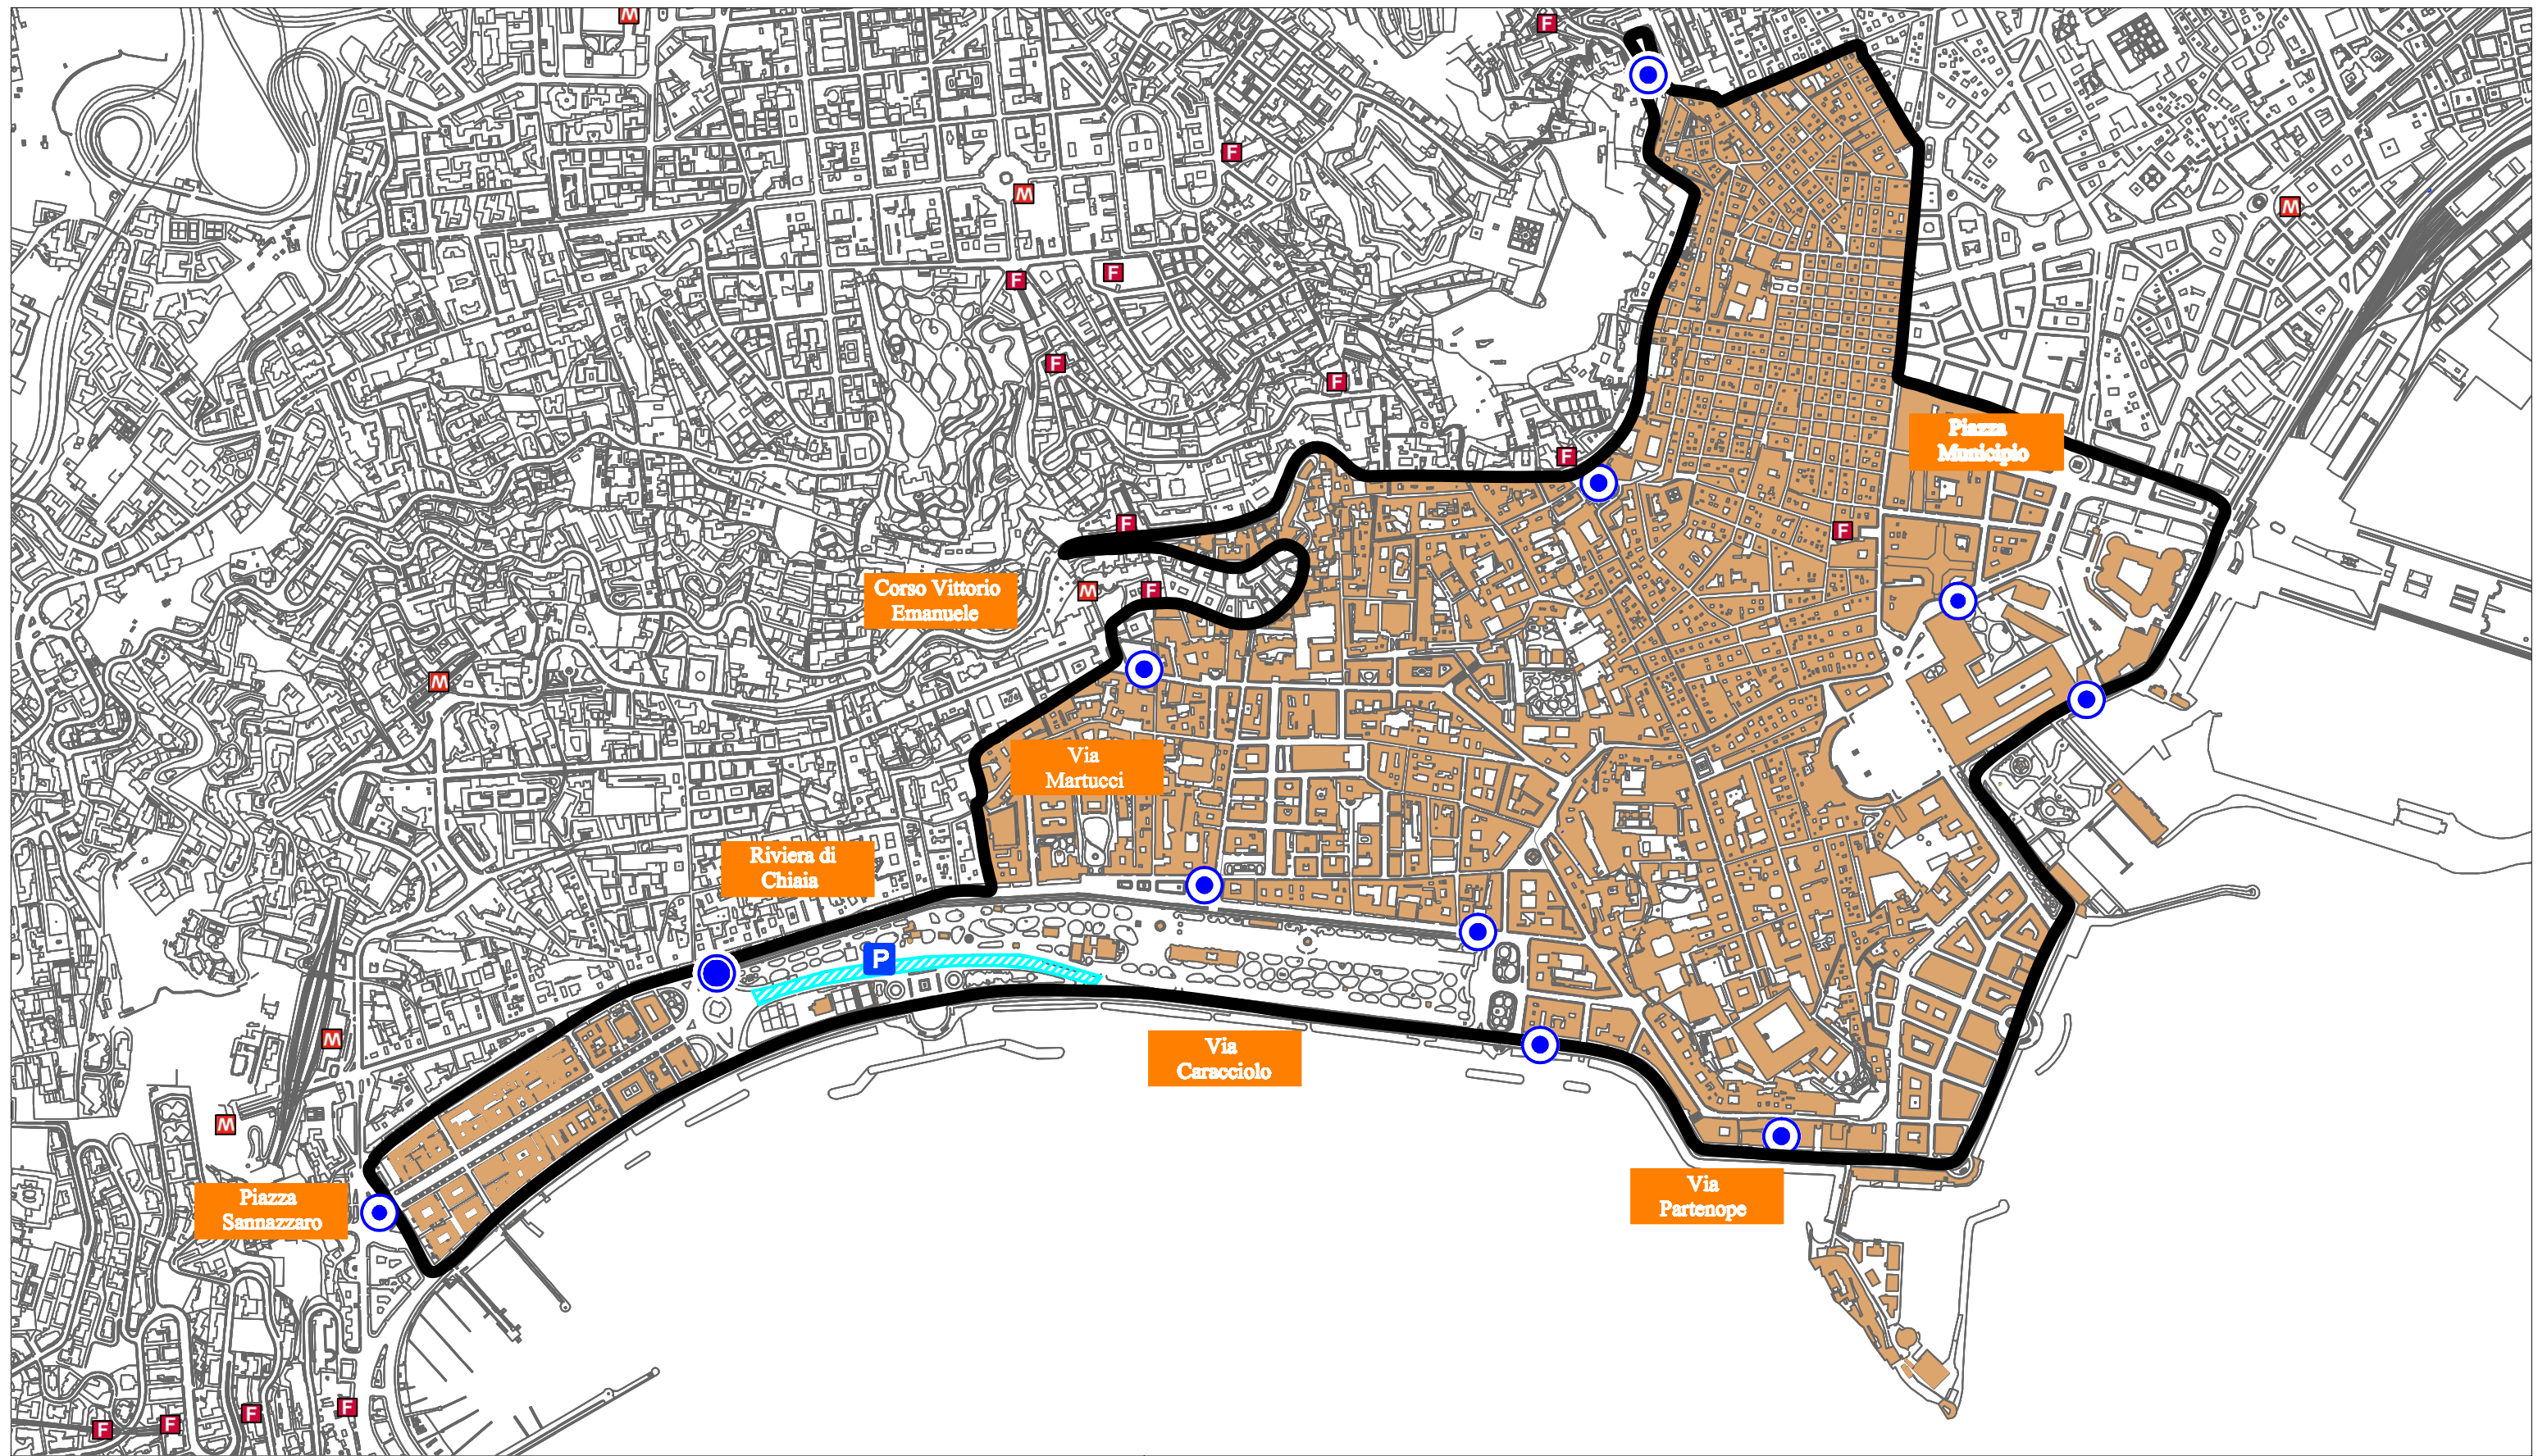 M
F
F
M
M
F
F
F
F
Piazza
Municipio
F
F
F
Corso Vittorio
Emanuele
M
F
M
Via
Martucci
Riviera di
Chiaia
P
M
Via
Caracciolo
M
Piazza
Sannazzaro
Via
Partenope
F
F
F
F